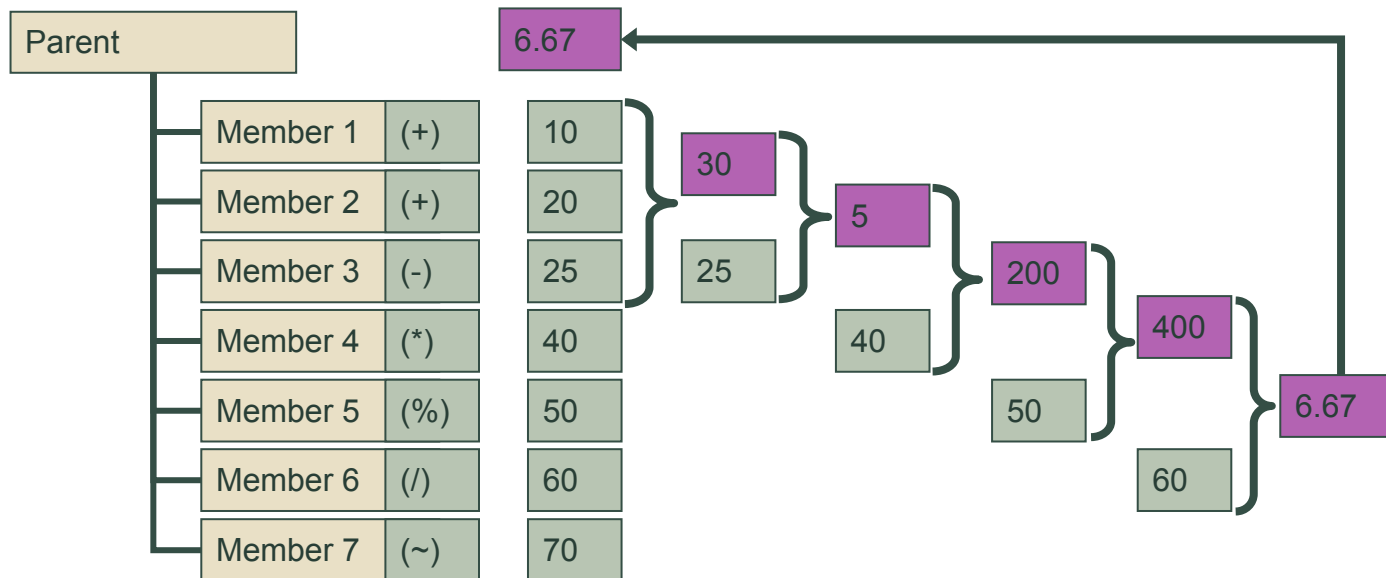 Parent 6.67
Member 1 (+) 10
30
Member 2 (+) 20
5
Member 3 (-) 25 25 200
Member 4 (*) 40 40 400
Member 5 (%) 50 50 6.67
Member 6 (/) 60 60
Member 7 (~) 70